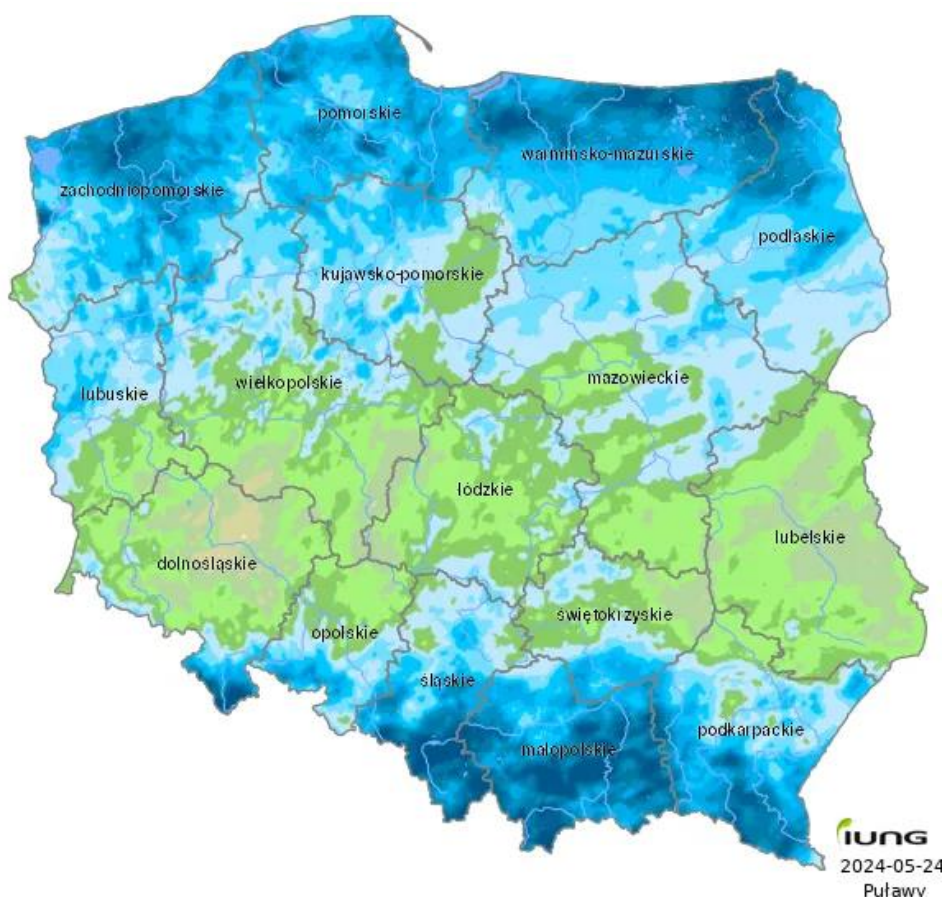 pomorskie
warmińsko-mazurskie
zachodniopomorskie
podlaskie
kujawsko-pomorskie
mazowieckie
wielkopolskie
lubuskie
łódzkie
lubelskie
dolnośląskie
świętokrzyskie
opolskie
śląskie
podkarpackie
małopolskie
IUNG
2024-05-24
Puławy